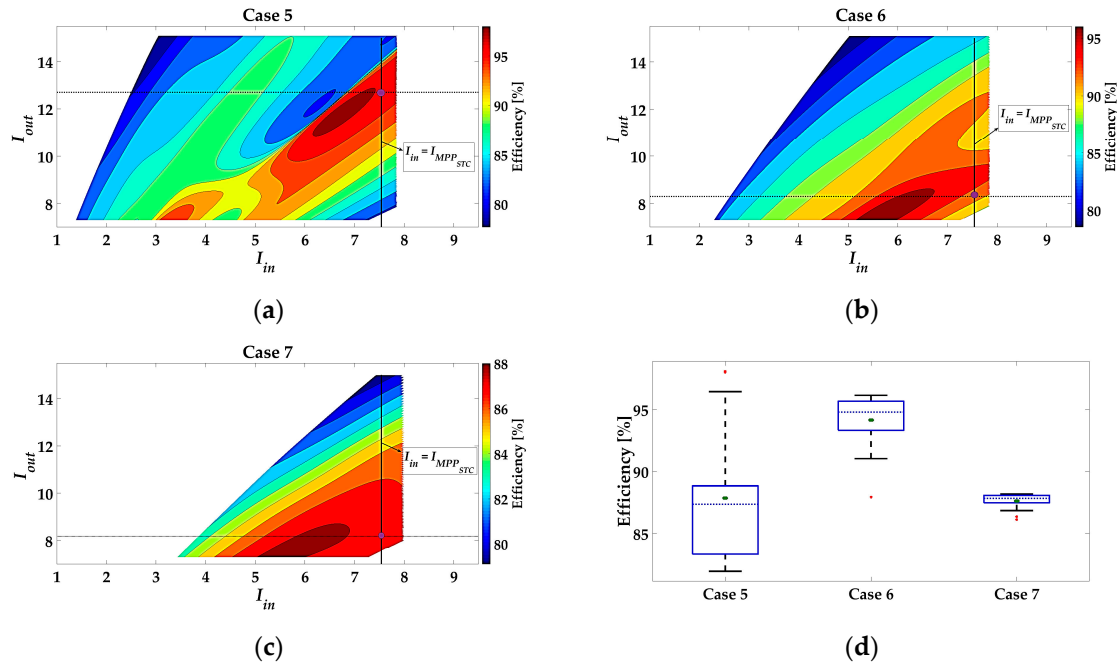 Case 5
I_out
14
12
10
8
1 2 3 4 5 6 7 8 9
I_in
I_in = I_MPP_STC
95
90
85
80
Efficiency [%]
(a)
Case 6
I_out
14
12
10
8
1 2 3 4 5 6 7 8 9
I_in
I_in = I_MPP_STC
95
90
85
80
Efficiency [%]
(b)
Case 7
I_out
14
12
10
8
1 2 3 4 5 6 7 8 9
I_in
I_in = I_MPP_STC
88
86
84
82
80
Efficiency [%]
(c)
Efficiency [%]
95
90
85
Case 5 Case 6 Case 7
(d)